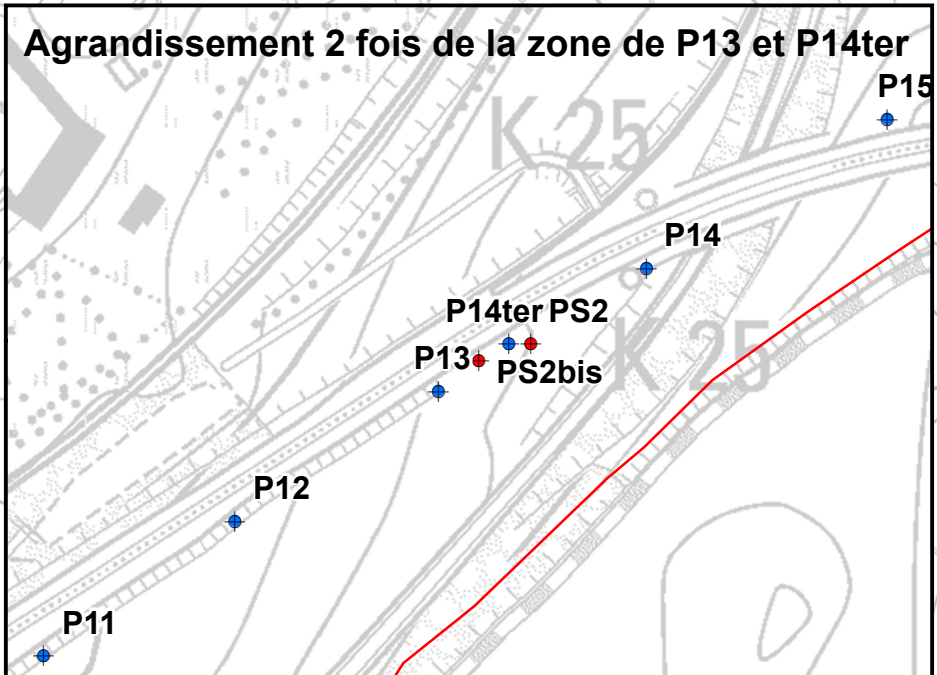 Agrandissement 2 fois de la zone de P13 et P14ter
P15
K 25
P14
P14ter PS2
P13
PS2bis
K 25
P12
P11